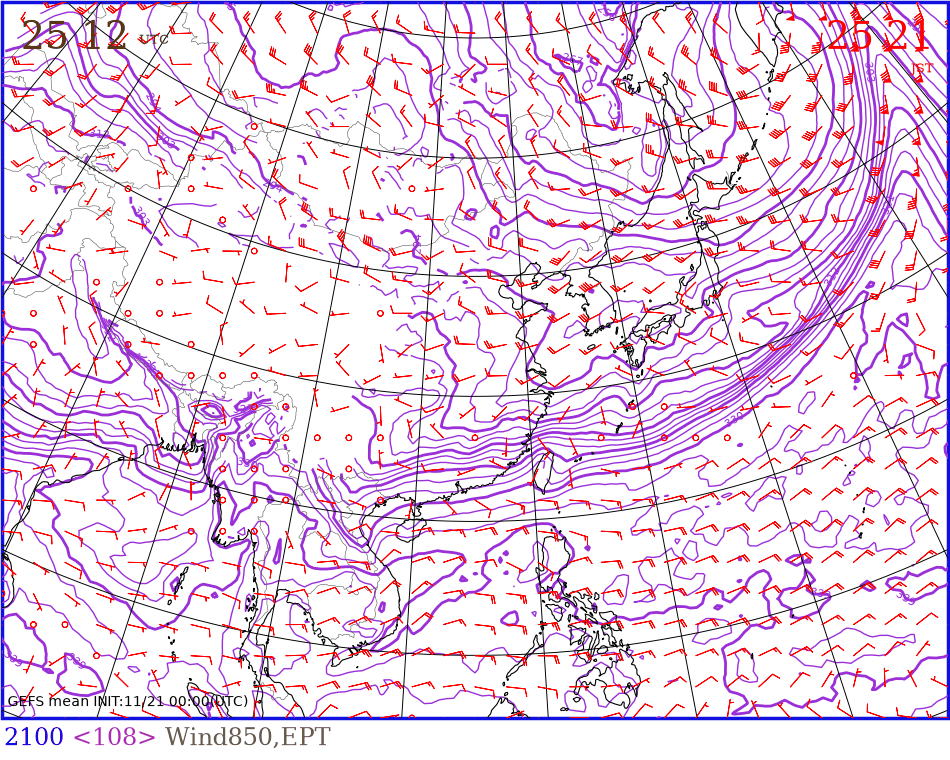 25 12 UTC
25 21
JST
GEFS mean INIT:11/21 00:00(UTC)
2100 <108> Wind850,EPT